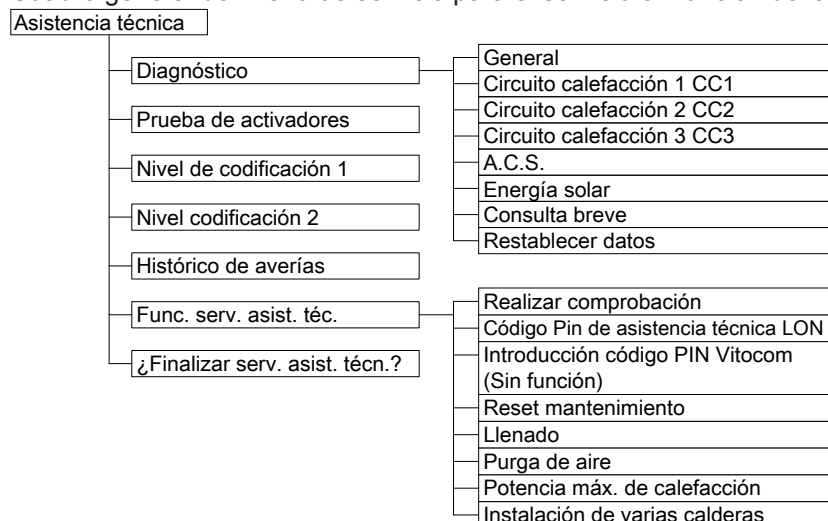 Asistencia técnica
Diagnóstico
Prueba de activadores
Nivel de codificación 1
Nivel codificación 2
Histórico de averías
Func. serv. asist. téc.
¿Finalizar serv. asist. técn.?
General
Circuito calefacción 1 CC1
Circuito calefacción 2 CC2
Circuito calefacción 3 CC3
A.C.S.
Energía solar
Consulta breve
Restablecer datos
Realizar comprobación
Código Pin de asistencia técnica LON
Introducción código PIN Vitocom
(Sin función)
Reset mantenimiento
Llenado
Purga de aire
Potencia máx. de calefacción
Instalación de varias calderas